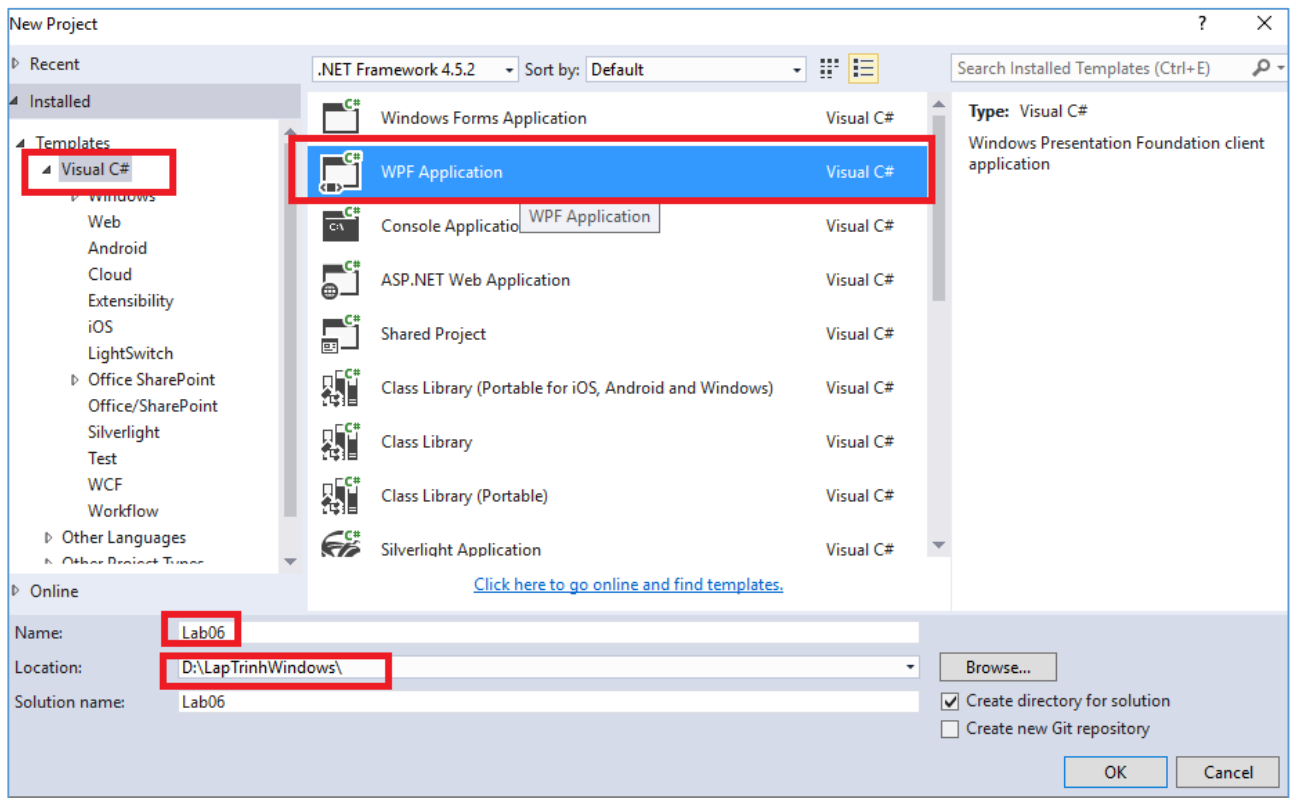 New Project
?
Recent
.NET Framework 4.5.2
Sort by: Default
Search Installed Templates (Ctrl+E)
Installed
Templates
Visual C#
Windows
Web
Android
Cloud
Extensibility
iOS
LightSwitch
Office SharePoint
Office/SharePoint
Silverlight
Test
WCF
Workflow
Other Languages
Other Project Types
Online
C# Windows Forms Application Visual C#
C# WPF Application Visual C#
WPF Application
C# C:\ Console Applicatio Visual C#
C# ASP.NET Web Application Visual C#
C# Shared Project Visual C#
C# Class Library (Portable for iOS, Android and Windows) Visual C#
C# Class Library Visual C#
C# Class Library (Portable) Visual C#
C# Silverlight Application Visual C#
Click here to go online and find templates.
Type: Visual C#
Windows Presentation Foundation client
application
Name: Lab06
Location: D:\LapTrinhWindows\
Browse...
Solution name: Lab06
Create directory for solution
Create new Git repository
OK
Cancel